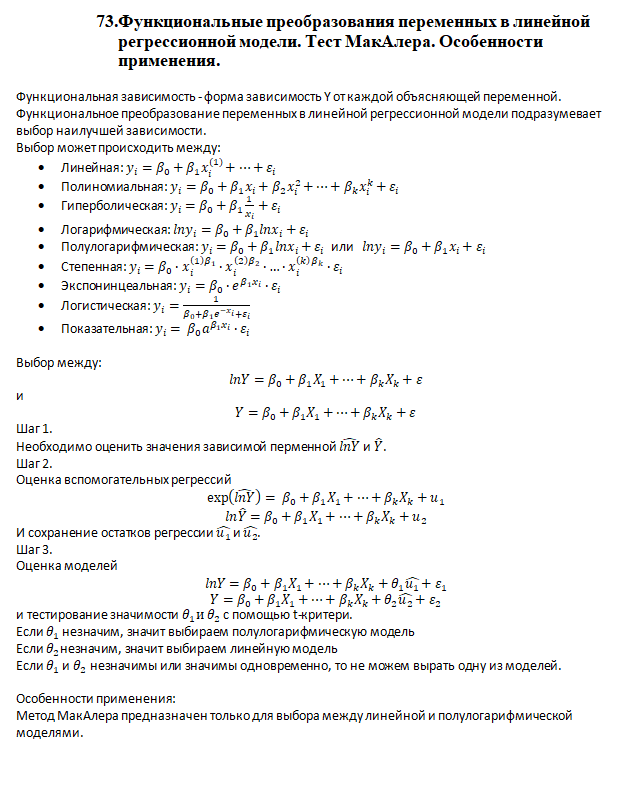 73.Функциональные преобразования переменных в линейной
регрессионной модели. Тест МакАлера. Особенности
применения.
Функциональная зависимость - форма зависимость Y от каждой объясняющей переменной.
Функциональное преобразование переменных в линейной регрессионной модели подразумевает
выбор наилучшей зависимости.
Выбор может происходить между:
• Линейная: $y_i = \beta_0 + \beta_1 x_i^{(1)} + \cdots + \varepsilon_i$
• Полиномиальная: $y_i = \beta_0 + \beta_1 x_i + \beta_2 x_i^2 + \cdots + \beta_k x_i^k + \varepsilon_i$
• Гиперболическая: $y_i = \beta_0 + \beta_1 \frac{1}{x_i} + \varepsilon_i$
• Логарифмическая: $lny_i = \beta_0 + \beta_1 lnx_i + \varepsilon_i$
• Полулогарифмическая: $y_i = \beta_0 + \beta_1 lnx_i + \varepsilon_i$ или $lny_i = \beta_0 + \beta_1 x_i + \varepsilon_i$
• Степенная: $y_i = \beta_0 \cdot x_i^{(1)\beta_1} \cdot x_i^{(2)\beta_2} \cdot \ldots \cdot x_i^{(k)\beta_k} \cdot \varepsilon_i$
• Экспонинцеальная: $y_i = \beta_0 \cdot e^{\beta_1 x_i} \cdot \varepsilon_i$
• Логистическая: $y_i = \frac{1}{\beta_0 + \beta_1 e^{-x_i} + \varepsilon_i}$
• Показательная: $y_i = \beta_0 a^{\beta_1 x_i} \cdot \varepsilon_i$
Выбор между:
$lnY = \beta_0 + \beta_1 X_1 + \cdots + \beta_k X_k + \varepsilon$
и
$Y = \beta_0 + \beta_1 X_1 + \cdots + \beta_k X_k + \varepsilon$
Шаг 1.
Необходимо оценить значения зависимой перменной $\widehat{lnY}$ и $\hat{Y}$.
Шаг 2.
Оценка вспомогательных регрессий
$\exp(\widehat{lnY}) = \beta_0 + \beta_1 X_1 + \cdots + \beta_k X_k + u_1$
$ln\hat{Y} = \beta_0 + \beta_1 X_1 + \cdots + \beta_k X_k + u_2$
И сохранение остатков регрессии $\widehat{u_1}$ и $\widehat{u_2}$.
Шаг 3.
Оценка моделей
$lnY = \beta_0 + \beta_1 X_1 + \cdots + \beta_k X_k + \theta_1 \widehat{u_1} + \varepsilon_1$
$Y = \beta_0 + \beta_1 X_1 + \cdots + \beta_k X_k + \theta_2 \widehat{u_2} + \varepsilon_2$
и тестирование значимости $\theta_1$ и $\theta_2$ с помощью t-критери.
Если $\theta_1$ незначим, значит выбираем полулогарифмическую модель
Если $\theta_2$ незначим, значит выбираем линейную модель
Если $\theta_1$ и $\theta_2$ незначимы или значимы одновременно, то не можем вырать одну из моделей.
Особенности применения:
Метод МакАлера предназначен только для выбора между линейной и полулогарифмической
моделями.